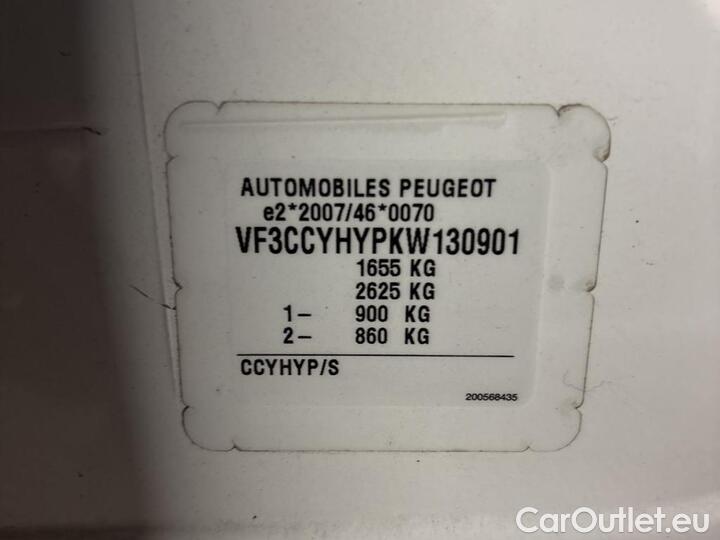 AUTOMOBILES PEUGEOT
e2*2007/46*0070
VF3CCYHYPKW130901
1655 KG
2625 KG
1– 900 KG
2– 860 KG
CCYHYP/S
200568435
CarOutlet.eu